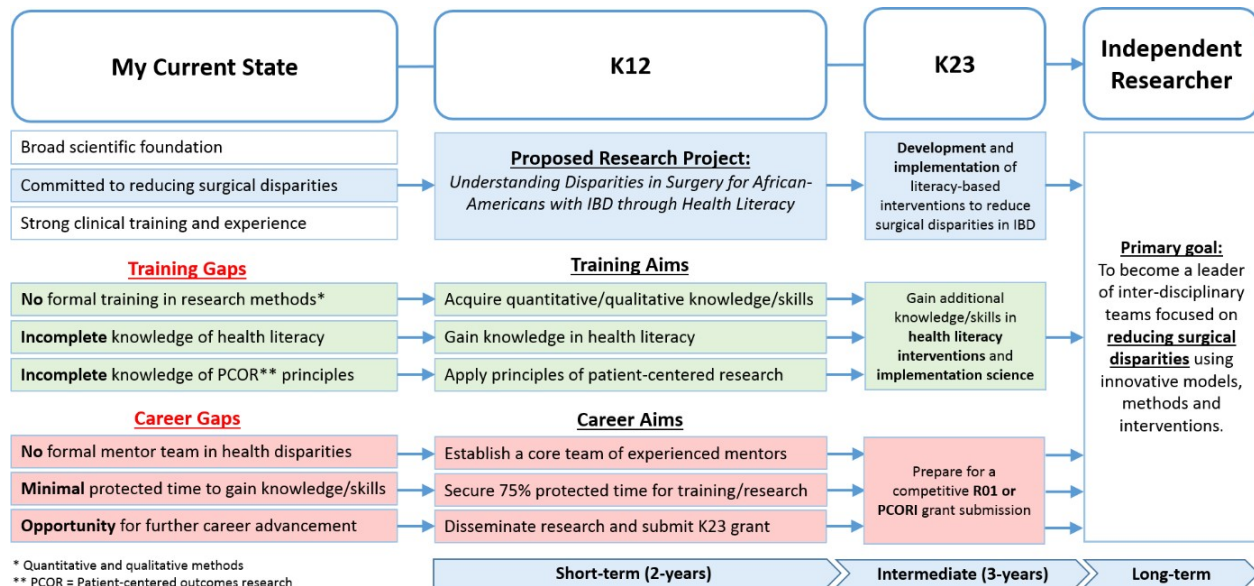 My Current State
K12
K23
Independent
Researcher
Broad scientific foundation
Committed to reducing surgical disparities
Strong clinical training and experience
Proposed Research Project:
Understanding Disparities in Surgery for African-
Americans with IBD through Health Literacy
Development and
implementation of
literacy-based
interventions to reduce
surgical disparities in IBD
Training Gaps
No formal training in research methods*
Incomplete knowledge of health literacy
Incomplete knowledge of PCOR** principles
Training Aims
Acquire quantitative/qualitative knowledge/skills
Gain knowledge in health literacy
Apply principles of patient-centered research
Gain additional
knowledge/skills in
health literacy
interventions and
implementation science
Career Gaps
No formal mentor team in health disparities
Minimal protected time to gain knowledge/skills
Opportunity for further career advancement
Career Aims
Establish a core team of experienced mentors
Secure 75% protected time for training/research
Disseminate research and submit K23 grant
Prepare for a
competitive R01 or
PCORI grant submission
Primary goal:
To become a leader
of inter-disciplinary
teams focused on
reducing surgical
disparities using
innovative models,
methods and
interventions.
* Quantitative and qualitative methods
** PCOR = Patient-centered outcomes research
Short-term (2-years)
Intermediate (3-years)
Long-term